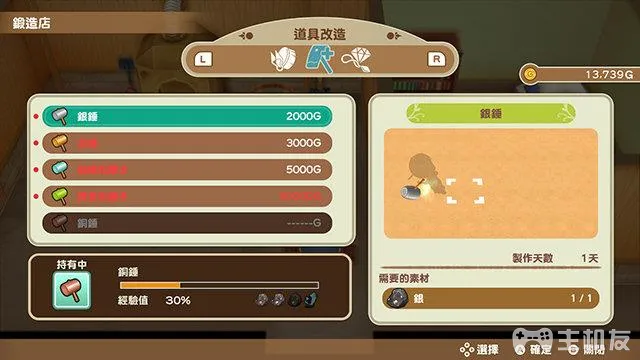 鍛造店
道具改造
L
R
13.739G
銀錘
2000G
3000G
5000G
銅錘
------G
持有中
銅錘
經驗值 30%
銀錘
製作天數 1天
需要的素材
銀 1/1
選擇 A 確定 B 關閉
主机友